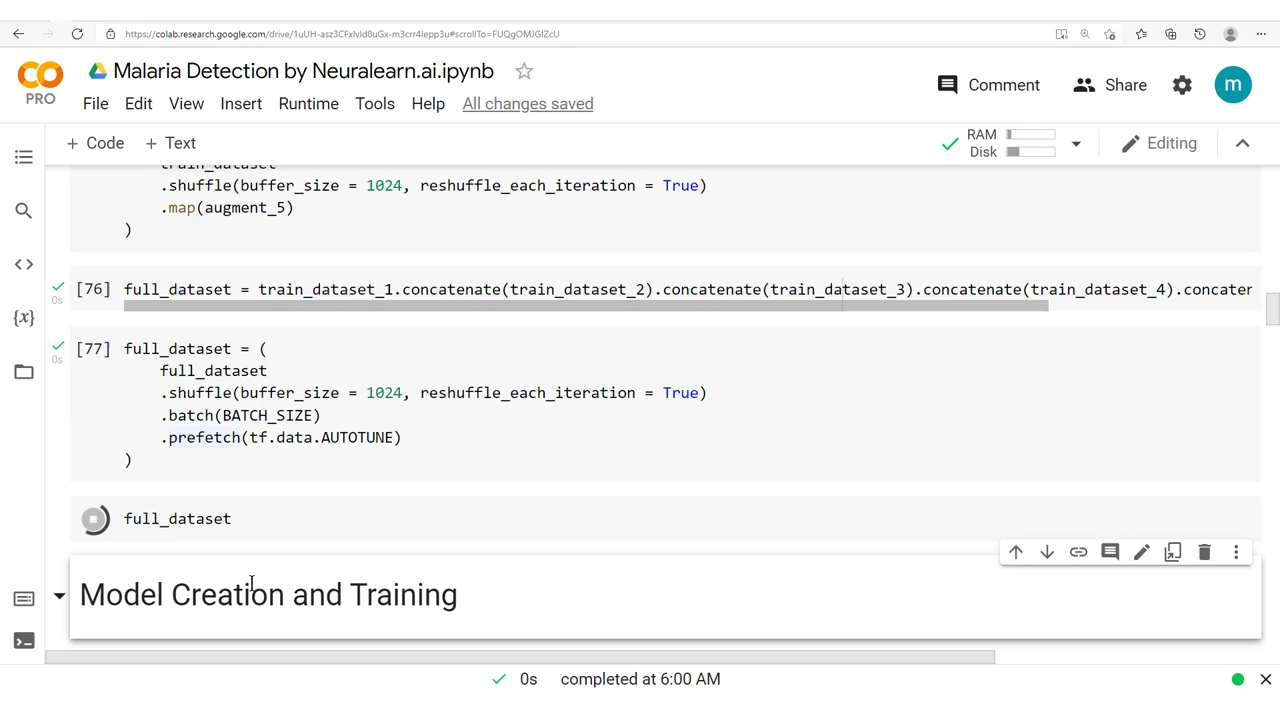 https://colab.research.google.com/drive/1uUH-asz3CFxlvld8uGx-m3crr4lepp3u#scrollTo=FUQgOMJGIZcU
CO
PRO
Malaria Detection by Neuralearn.ai.ipynb
Comment
Share
m
File Edit View Insert Runtime Tools Help All changes saved
+ Code + Text
RAM
Disk
Editing
train_dataset
.shuffle(buffer_size = 1024, reshuffle_each_iteration = True)
.map(augment_5)
)
[76] full_dataset = train_dataset_1.concatenate(train_dataset_2).concatenate(train_dataset_3).concatenate(train_dataset_4).concater
0s
[77] full_dataset = (
0s
full_dataset
.shuffle(buffer_size = 1024, reshuffle_each_iteration = True)
.batch(BATCH_SIZE)
.prefetch(tf.data.AUTOTUNE)
)
full_dataset
Model Creation and Training
0s completed at 6:00 AM